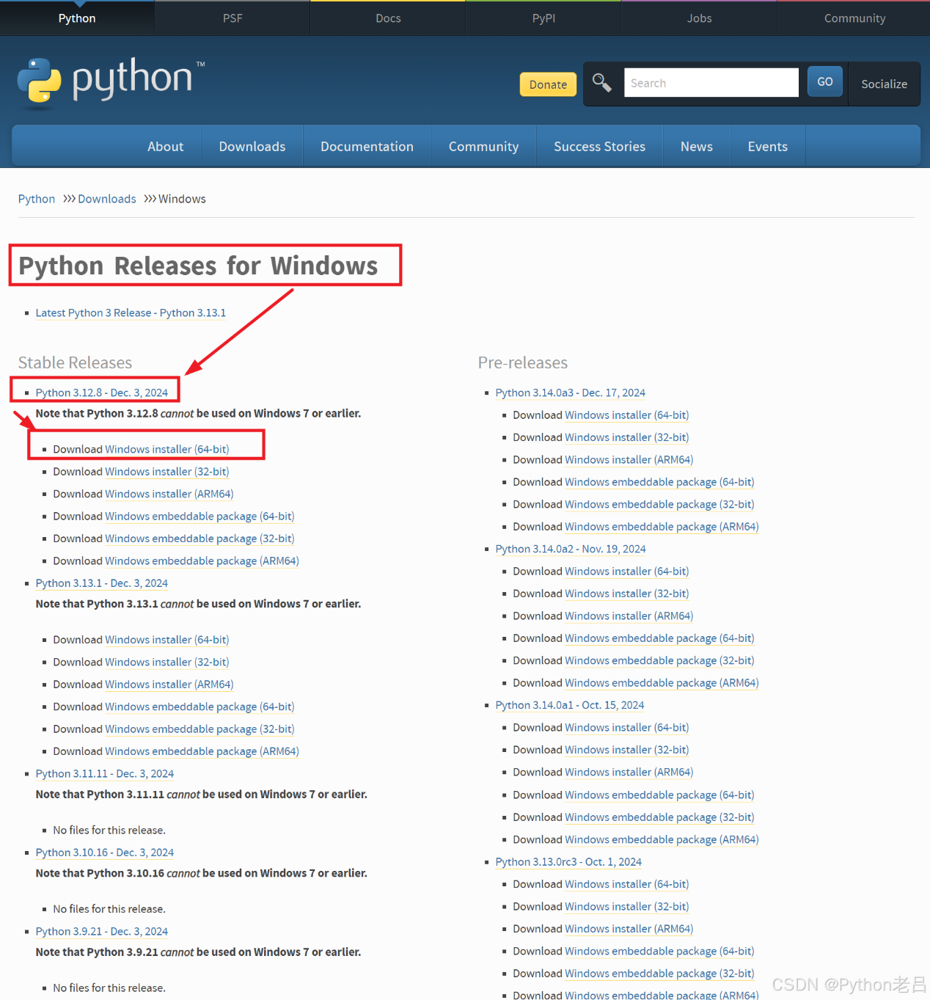 Python
PSF
Docs
PyPI
Jobs
Community
python™
Donate
Search
GO
Socialize
About
Downloads
Documentation
Community
Success Stories
News
Events
Python >>> Downloads >>> Windows
Python Releases for Windows
Latest Python 3 Release - Python 3.13.1
Stable Releases
Python 3.12.8 - Dec. 3, 2024
Note that Python 3.12.8 cannot be used on Windows 7 or earlier.
Download Windows installer (64-bit)
Download Windows installer (32-bit)
Download Windows installer (ARM64)
Download Windows embeddable package (64-bit)
Download Windows embeddable package (32-bit)
Download Windows embeddable package (ARM64)
Python 3.13.1 - Dec. 3, 2024
Note that Python 3.13.1 cannot be used on Windows 7 or earlier.
Download Windows installer (64-bit)
Download Windows installer (32-bit)
Download Windows installer (ARM64)
Download Windows embeddable package (64-bit)
Download Windows embeddable package (32-bit)
Download Windows embeddable package (ARM64)
Python 3.11.11 - Dec. 3, 2024
Note that Python 3.11.11 cannot be used on Windows 7 or earlier.
No files for this release.
Python 3.10.16 - Dec. 3, 2024
Note that Python 3.10.16 cannot be used on Windows 7 or earlier.
No files for this release.
Python 3.9.21 - Dec. 3, 2024
Note that Python 3.9.21 cannot be used on Windows 7 or earlier.
No files for this release.
Pre-releases
Python 3.14.0a3 - Dec. 17, 2024
Download Windows installer (64-bit)
Download Windows installer (32-bit)
Download Windows installer (ARM64)
Download Windows embeddable package (64-bit)
Download Windows embeddable package (32-bit)
Download Windows embeddable package (ARM64)
Python 3.14.0a2 - Nov. 19, 2024
Download Windows installer (64-bit)
Download Windows installer (32-bit)
Download Windows installer (ARM64)
Download Windows embeddable package (64-bit)
Download Windows embeddable package (32-bit)
Download Windows embeddable package (ARM64)
Python 3.14.0a1 - Oct. 15, 2024
Download Windows installer (64-bit)
Download Windows installer (32-bit)
Download Windows installer (ARM64)
Download Windows embeddable package (64-bit)
Download Windows embeddable package (32-bit)
Download Windows embeddable package (ARM64)
Python 3.13.0rc3 - Oct. 1, 2024
Download Windows installer (64-bit)
Download Windows installer (32-bit)
Download Windows installer (ARM64)
Download Windows embeddable package (64-bit)
Download Windows embeddable package (32-bit)
Download Windows embeddable package (ARM64)
CSDN @Python老吕